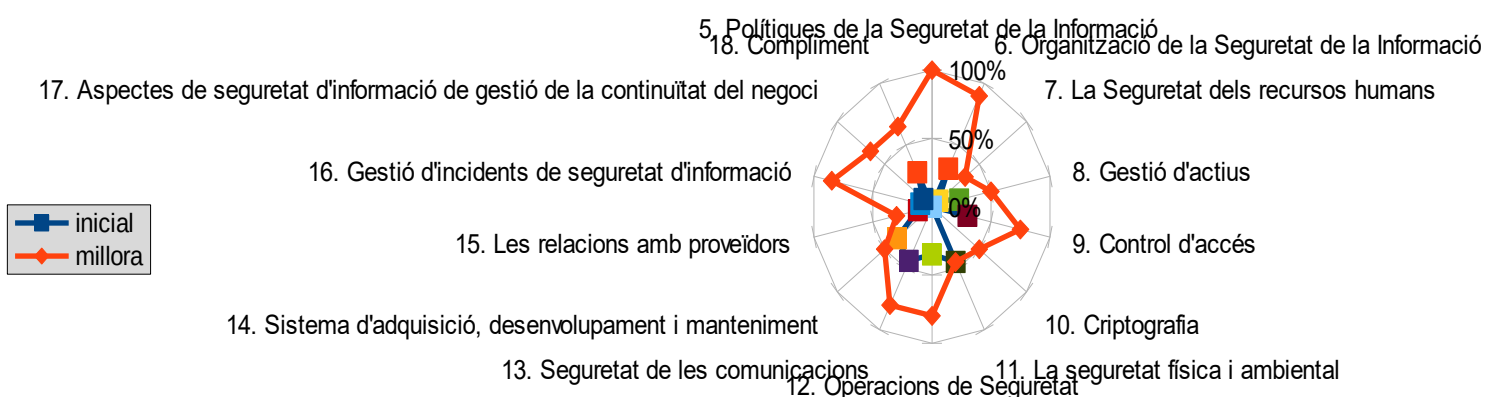 5. Polítiques de la Seguretat de la Informació
18. Compliment
6. Organització de la Seguretat de la Informació
100%
17. Aspectes de seguretat d'informació de gestió de la continuïtat del negoci
7. La Seguretat dels recursos humans
50%
16. Gestió d'incidents de seguretat d'informació
8. Gestió d'actius
0%
inicial
millora
15. Les relacions amb proveïdors
9. Control d'accés
14. Sistema d'adquisició, desenvolupament i manteniment
10. Criptografia
13. Seguretat de les comunicacions
11. La seguretat física i ambiental
12. Operacions de Seguretat